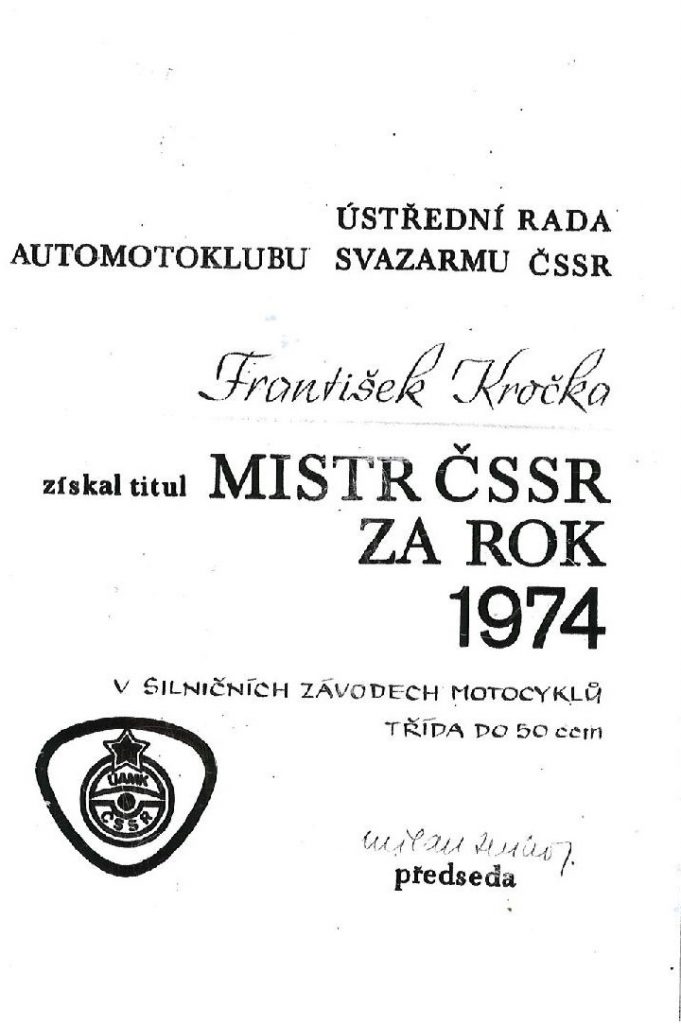 ÚSTŘEDNÍ RADA
AUTOMOTOKLUBU SVAZARMU ČSSR
František Kročka
získal titul MISTR ČSSR
ZA ROK
1974
V SILNIČNÍCH ZÁVODECH MOTOCYKLŮ
TŘÍDA DO 50 ccm
ÚAMK
ČSSR
předseda